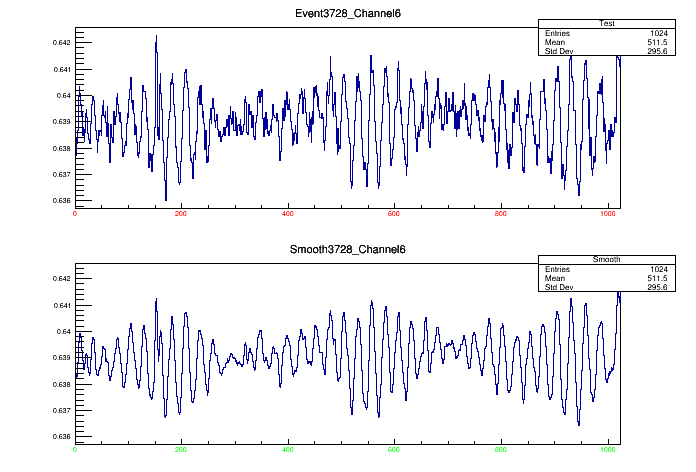 Event3728_Channel6
Test
Entries 1024
Mean 511.5
Std Dev 295.6
0.642
0.641
0.64
0.639
0.638
0.637
0.636
0 200 400 600 800 1000
Smooth3728_Channel6
Smooth
Entries 1024
Mean 511.5
Std Dev 295.6
0.642
0.641
0.64
0.639
0.638
0.637
0.636
0 200 400 600 800 1000